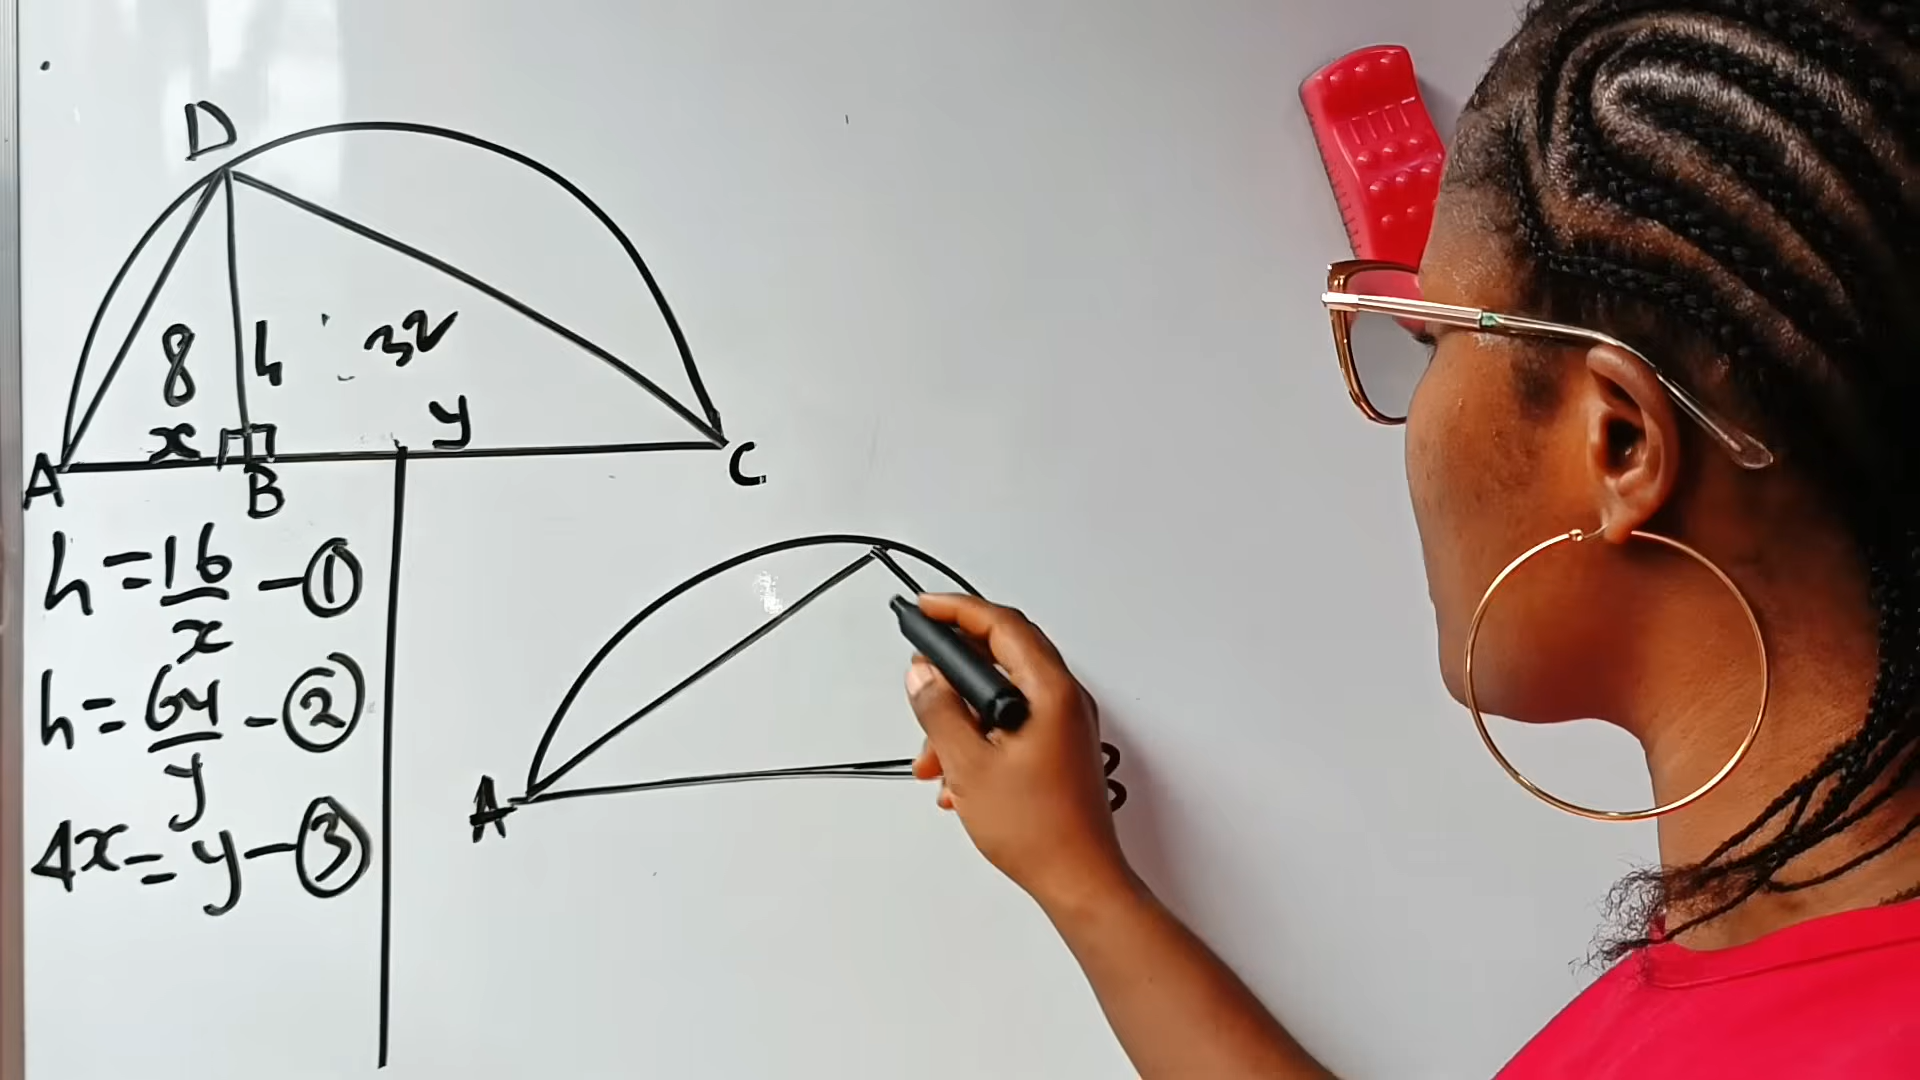 D
8 h 32
x y
A B C
h = 16/x - ①
h = 64/y - ②
4x = y - ③
A B